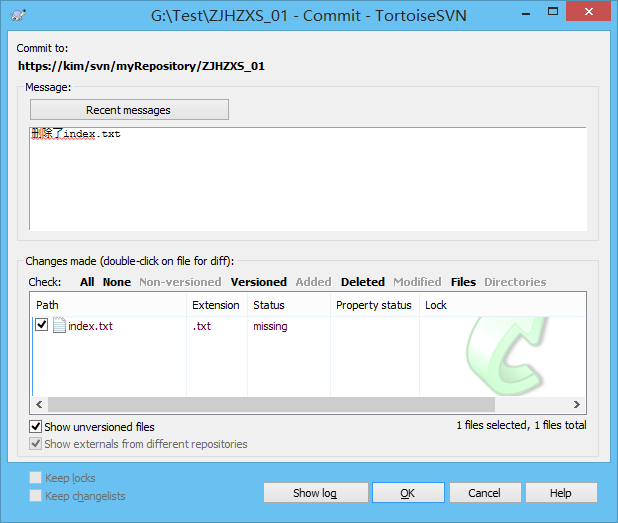 G:\Test\ZJHZXS_01 - Commit - TortoiseSVN
Commit to:
https://kim/svn/myRepository/ZJHZXS_01
Message:
Recent messages
删除了index.txt
Changes made (double-click on file for diff):
Check: All None Non-versioned Versioned Added Deleted Modified Files Directories
Path Extension Status Property status Lock
index.txt .txt missing
Show unversioned files
1 files selected, 1 files total
Show externals from different repositories
Keep locks
Keep changelists
Show log OK Cancel Help